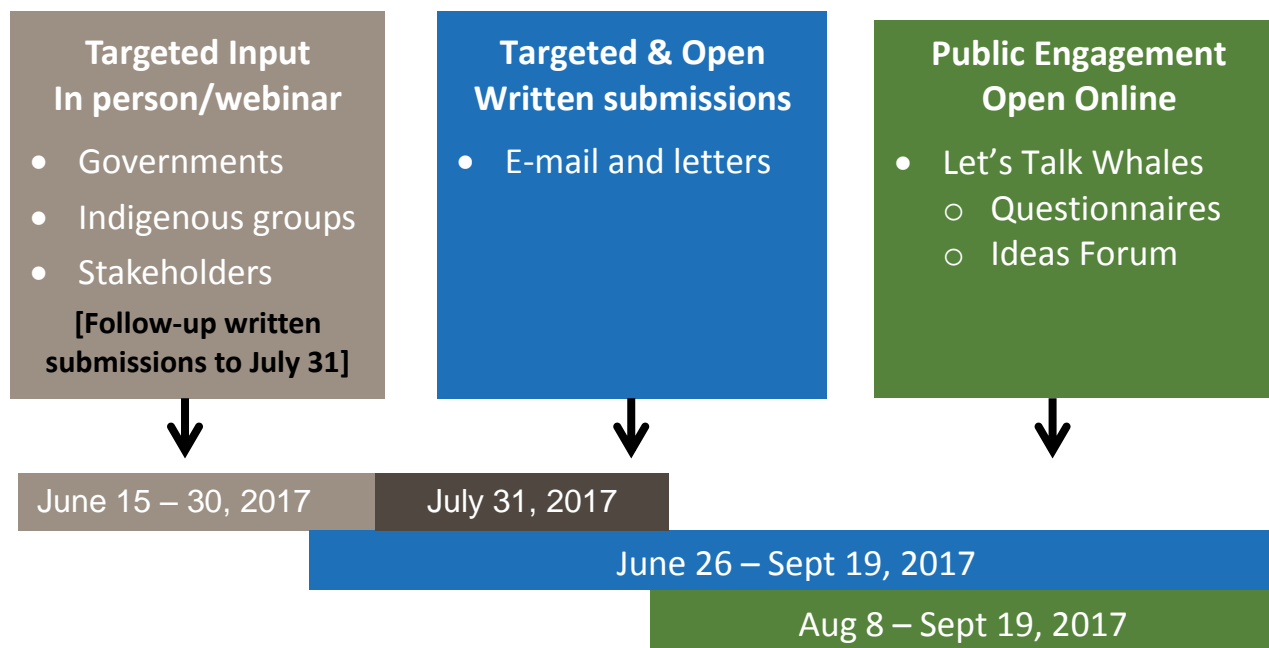 Targeted Input
In person/webinar
• Governments
• Indigenous groups
• Stakeholders
[Follow-up written
submissions to July 31]
Targeted & Open
Written submissions
• E-mail and letters
Public Engagement
Open Online
• Let’s Talk Whales
o Questionnaires
o Ideas Forum
June 15 – 30, 2017
July 31, 2017
June 26 – Sept 19, 2017
Aug 8 – Sept 19, 2017